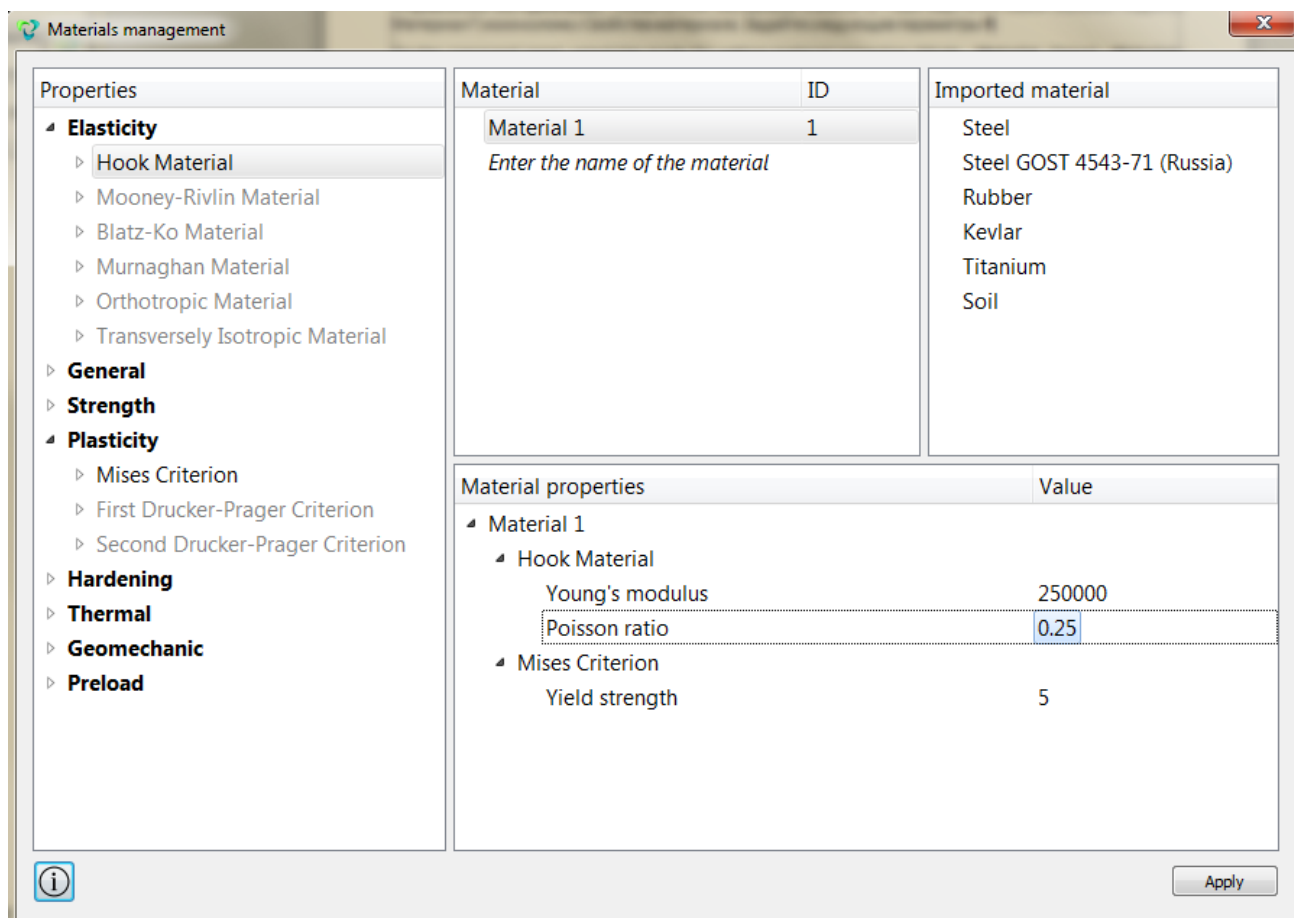 Materials management
Properties
Elasticity
Hook Material
Mooney-Rivlin Material
Blatz-Ko Material
Murnaghan Material
Orthotropic Material
Transversely Isotropic Material
General
Strength
Plasticity
Mises Criterion
First Drucker-Prager Criterion
Second Drucker-Prager Criterion
Hardening
Thermal
Geomechanic
Preload
Material ID
Material 1 1
Enter the name of the material
Imported material
Steel
Steel GOST 4543-71 (Russia)
Rubber
Kevlar
Titanium
Soil
Material properties Value
Material 1
Hook Material
Young's modulus 250000
Poisson ratio 0.25
Mises Criterion
Yield strength 5
Apply